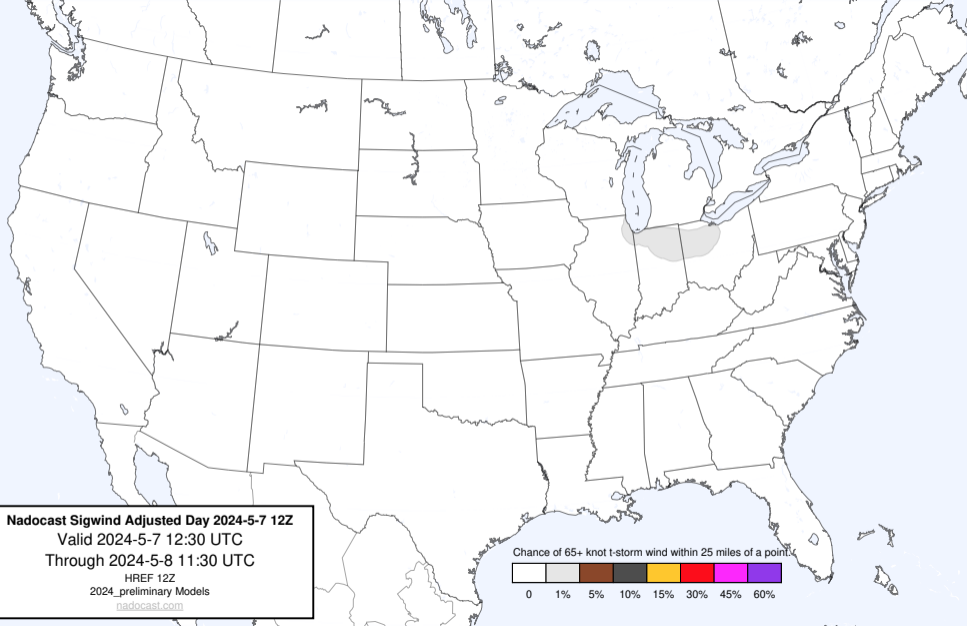 Nadocast Sigwind Adjusted Day 2024-5-7 12Z
Valid 2024-5-7 12:30 UTC
Through 2024-5-8 11:30 UTC
HREF 12Z
2024_preliminary Models
nadocast.com
Chance of 65+ knot t-storm wind within 25 miles of a point.
0 1% 5% 10% 15% 30% 45% 60%